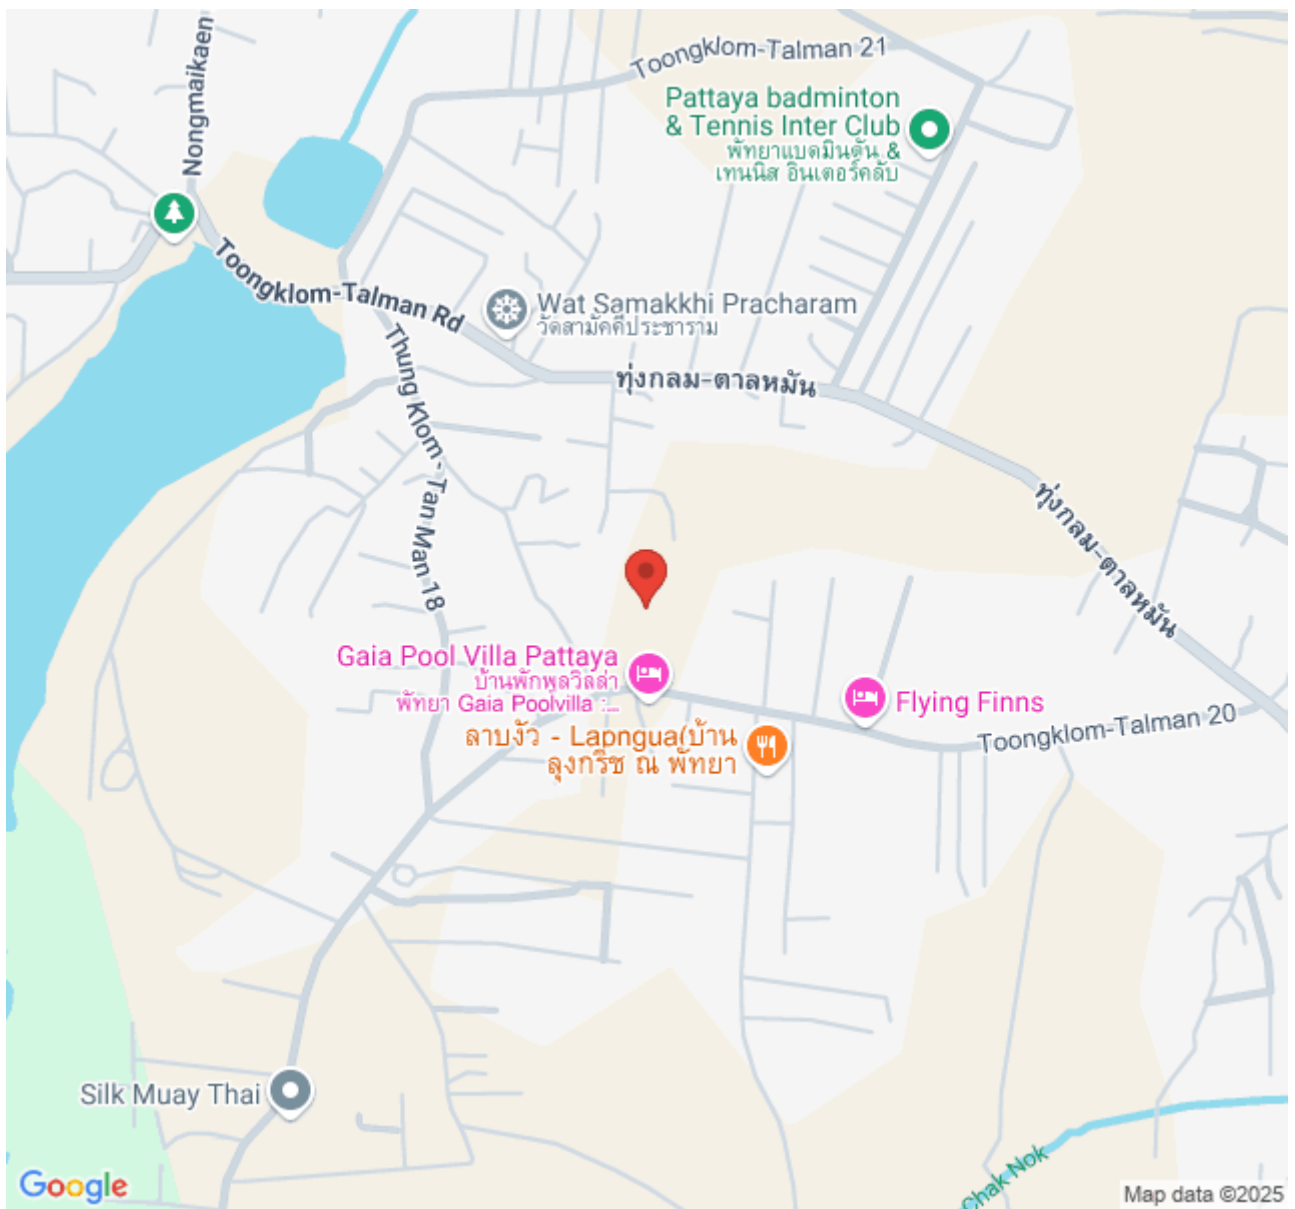 Nongmaikaen
Toongklom-Talman 21
Pattaya badminton
& Tennis Inter Club
พัทยาแบดมินตัน &
เทนนิส อินเตอร์คลับ
Toongklom-Talman Rd
Wat Samakkhi Pracharam
วัดสามัคคีประชาราม
Thung Klom - Tan Man 18
ทุ่งกลม-ตาลหมัน
ทุ่งกลม-ตาลหมัน
Gaia Pool Villa Pattaya
บ้านพักพูลวิลล่า
พัทยา Gaia Poolvilla :...
Flying Finns
ลาบงัว - Lapngua(บ้าน
ลุงกริช ณ พัทยา
Toongklom-Talman 20
Silk Muay Thai
Chak Nok
Google
Map data ©2025